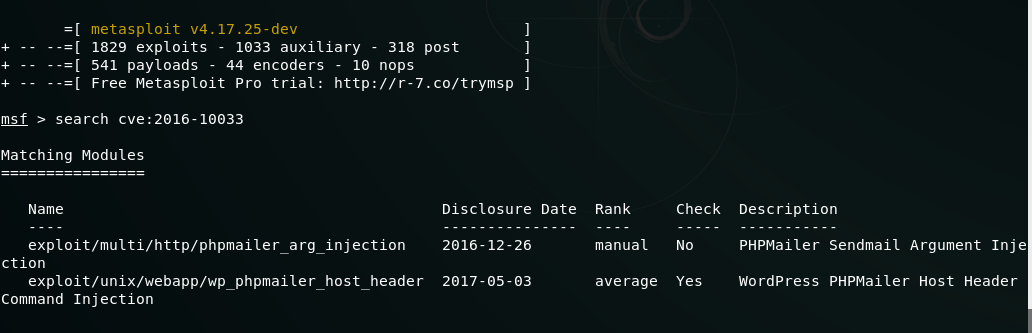 =[ metasploit v4.17.25-dev ]
+ -- --=[ 1829 exploits - 1033 auxiliary - 318 post ]
+ -- --=[ 541 payloads - 44 encoders - 10 nops ]
+ -- --=[ Free Metasploit Pro trial: http://r-7.co/trymsp ]
msf > search cve:2016-10033
Matching Modules
================
Name Disclosure Date Rank Check Description
---- --------------- ---- ----- -----------
exploit/multi/http/phpmailer_arg_injection 2016-12-26 manual No PHPMailer Sendmail Argument Inje
ction
exploit/unix/webapp/wp_phpmailer_host_header 2017-05-03 average Yes WordPress PHPMailer Host Header
Command Injection